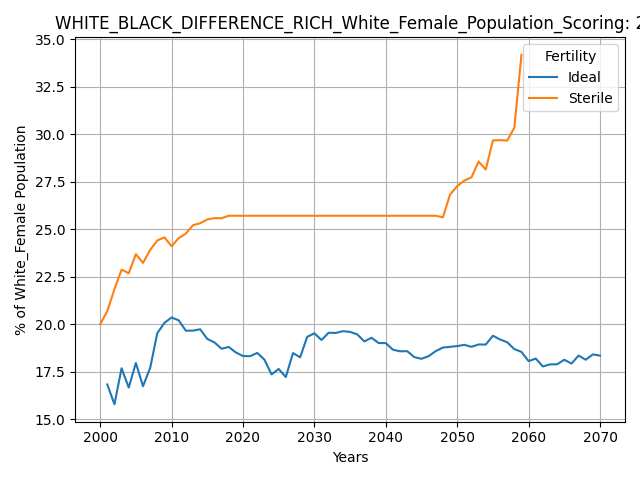 WHITE_BLACK_DIFFERENCE_RICH_White_Female_Population_Scoring: 2
35.0
32.5
30.0
27.5
25.0
22.5
20.0
17.5
15.0
% of White_Female Population
Fertility
Ideal
Sterile
2000 2010 2020 2030 2040 2050 2060 2070
Years